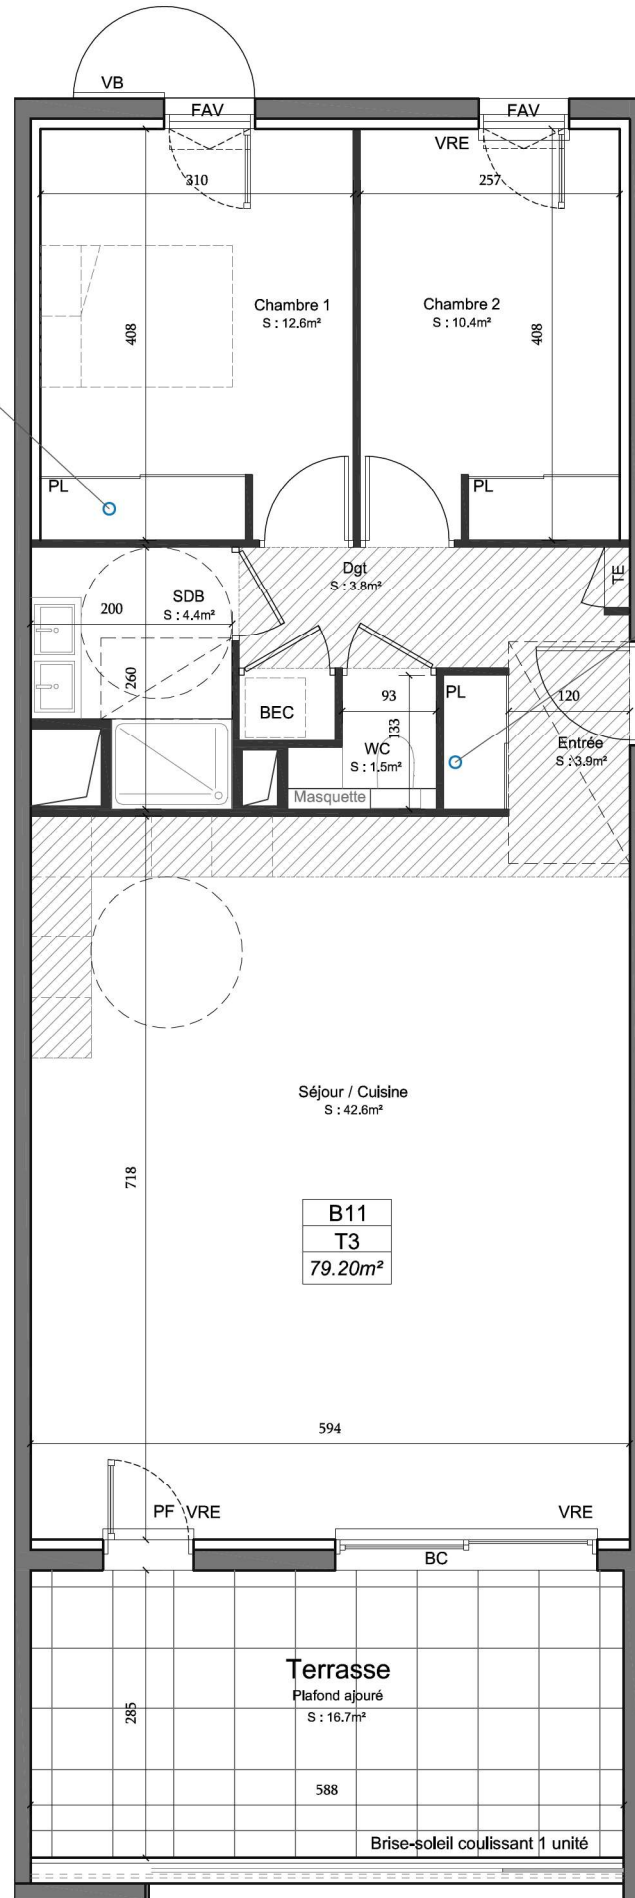 VB
FAV
FAV
VRE
310
257
Chambre 1
S : 12.6m²
Chambre 2
S : 10.4m²
408
408
PL
PL
Dgt
S : 3.8m²
TE
200
SDB
S : 4.4m²
260
BEC
93
133
PL
120
WC
S : 1.5m²
Entrée
S : 3.9m²
Masquette
Séjour / Cuisine
S : 42.6m²
718
B11
T3
79.20m²
594
PF VRE
VRE
BC
Terrasse
Plafond ajouré
S : 16.7m²
285
588
Brise-soleil coulissant 1 unité